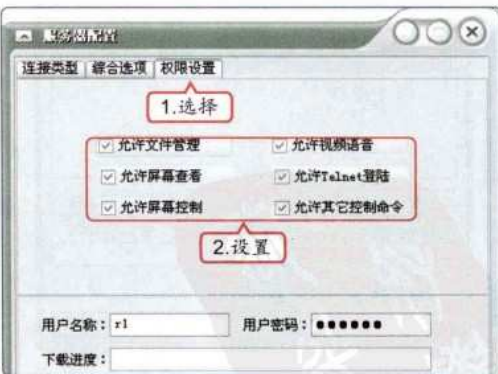 服务器配置
连接类型 综合选项 权限设置
1.选择
允许文件管理 允许视频语音
允许屏幕查看 允许Telnet登陆
允许屏幕控制 允许其它控制命令
2.设置
用户名称：r1 用户密码：●●●●●●
下载进度：